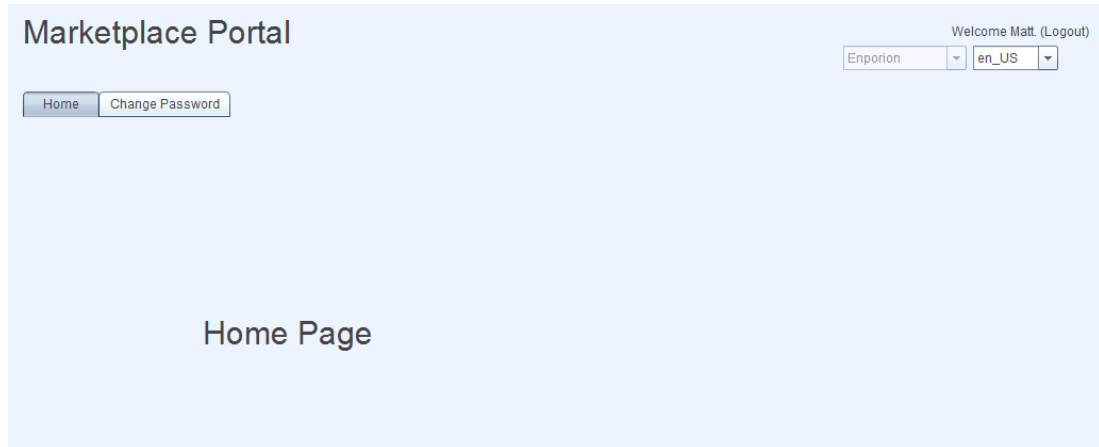 Marketplace Portal
Welcome Matt. (Logout)
Enporion
en_US
Home
Change Password
Home Page